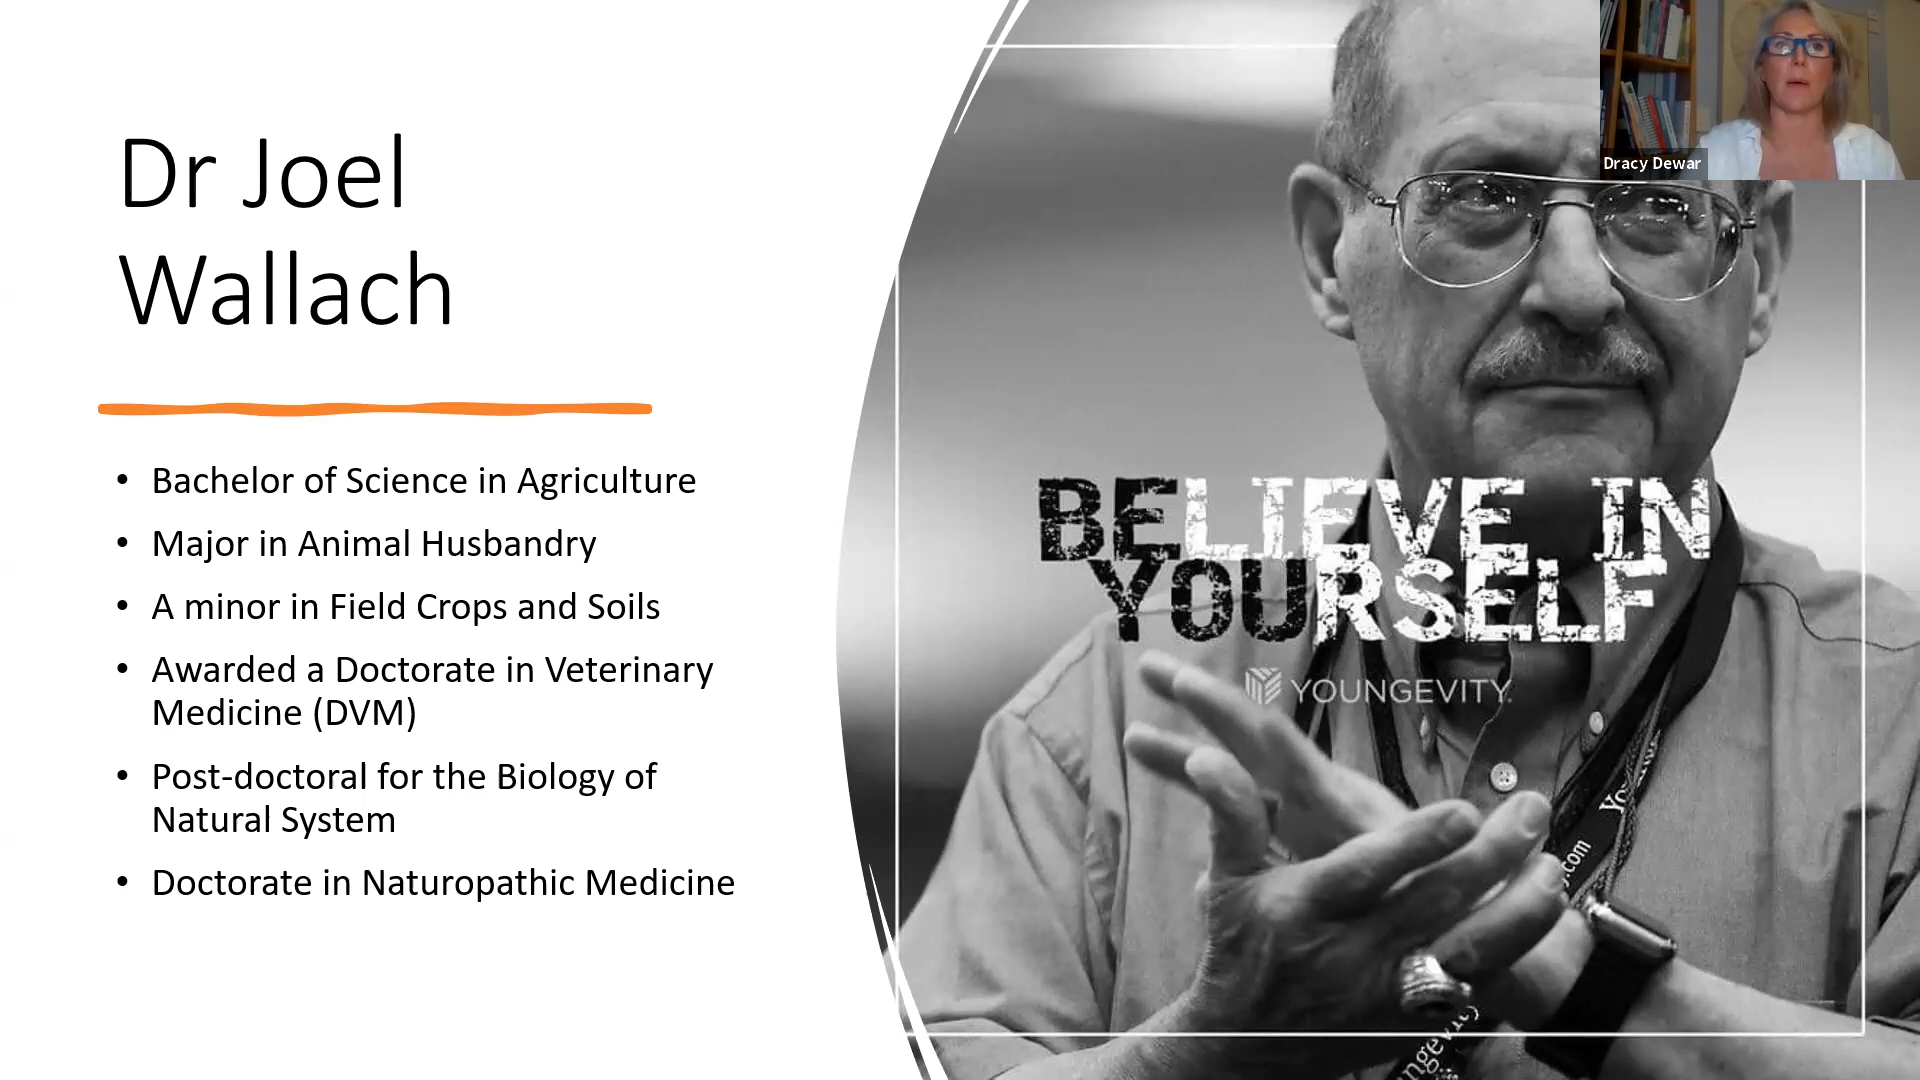 Dr Joel
Wallach
• Bachelor of Science in Agriculture
• Major in Animal Husbandry
• A minor in Field Crops and Soils
• Awarded a Doctorate in Veterinary
Medicine (DVM)
• Post-doctoral for the Biology of
Natural System
• Doctorate in Naturopathic Medicine
Dracy Dewar
BELIEVE IN
YOURSELF
YOUNGEVITY
.com